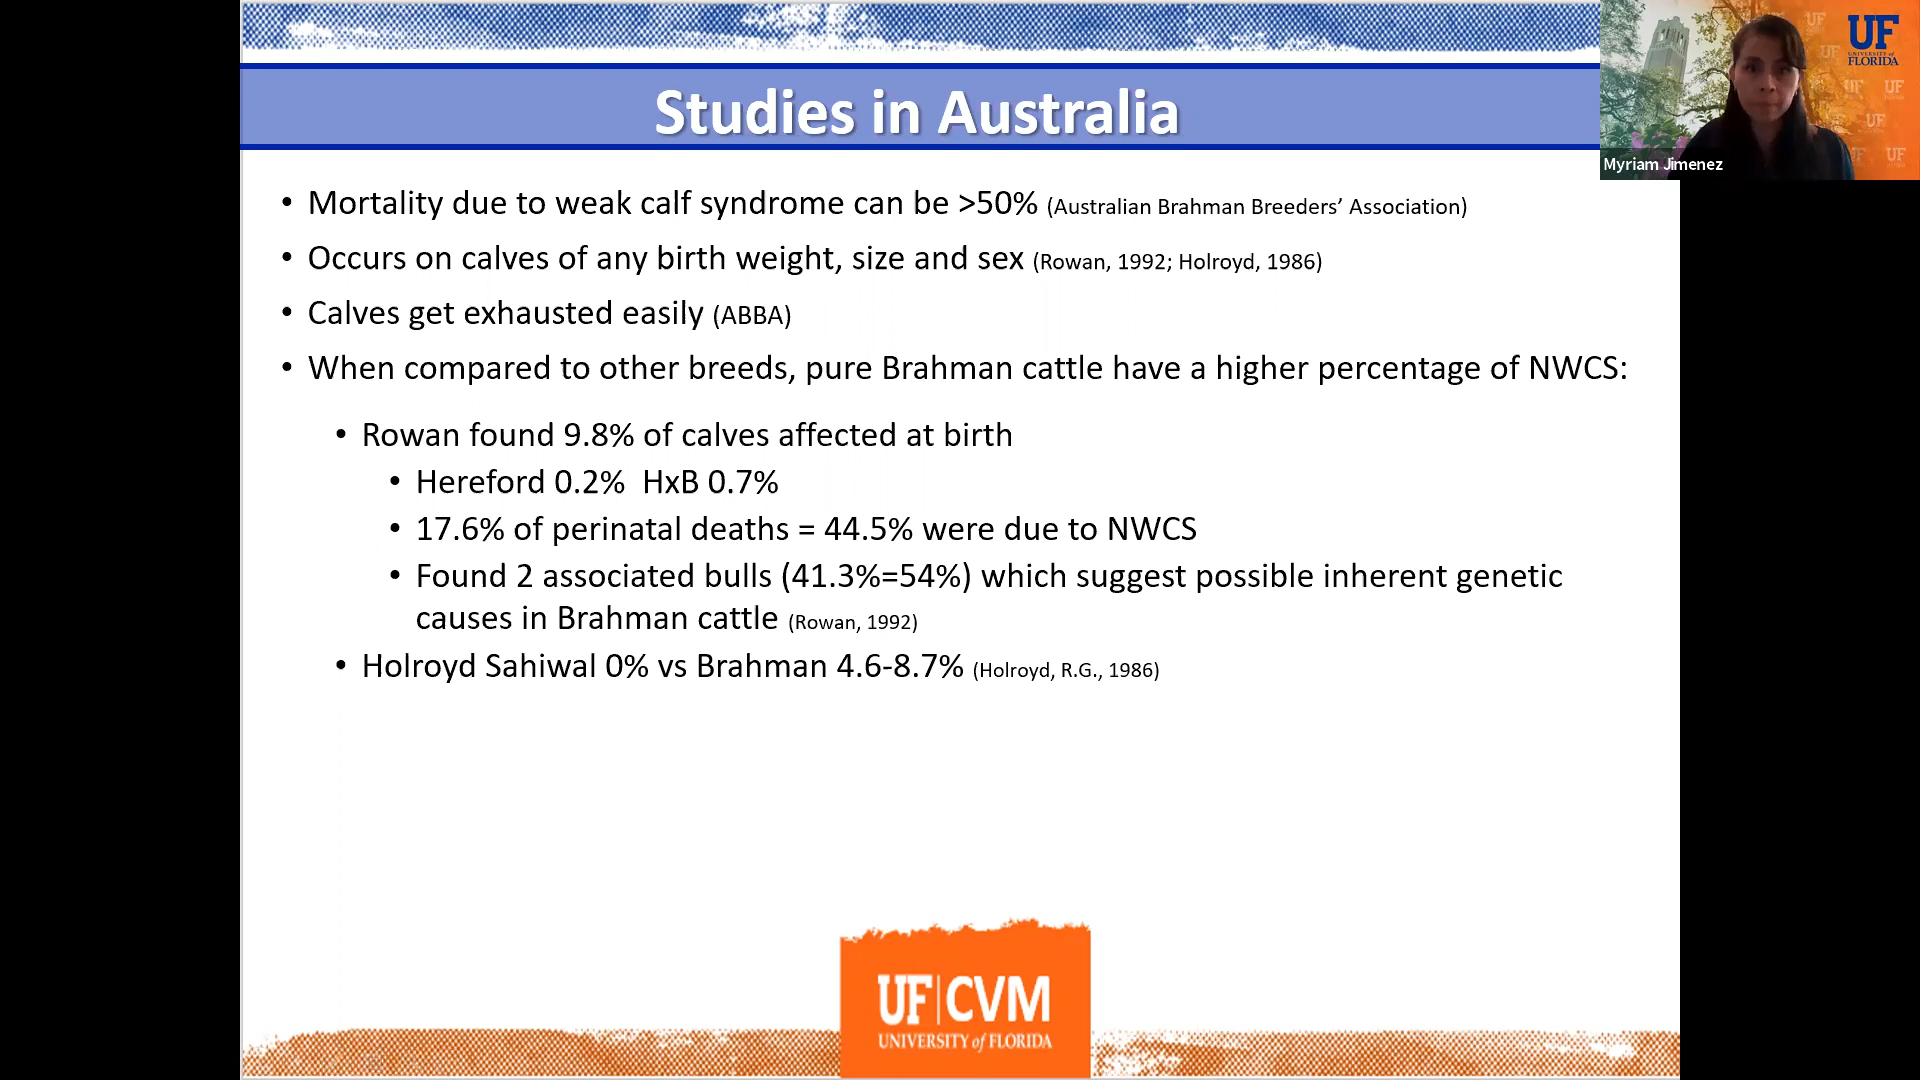 Studies in Australia
UF
UNIVERSITY of
FLORIDA
Myriam Jimenez
• Mortality due to weak calf syndrome can be >50% (Australian Brahman Breeders’ Association)
• Occurs on calves of any birth weight, size and sex (Rowan, 1992; Holroyd, 1986)
• Calves get exhausted easily (ABBA)
• When compared to other breeds, pure Brahman cattle have a higher percentage of NWCS:
• Rowan found 9.8% of calves affected at birth
• Hereford 0.2% HxB 0.7%
• 17.6% of perinatal deaths = 44.5% were due to NWCS
• Found 2 associated bulls (41.3%=54%) which suggest possible inherent genetic
causes in Brahman cattle (Rowan, 1992)
• Holroyd Sahiwal 0% vs Brahman 4.6-8.7% (Holroyd, R.G., 1986)
UF|CVM
UNIVERSITY of FLORIDA